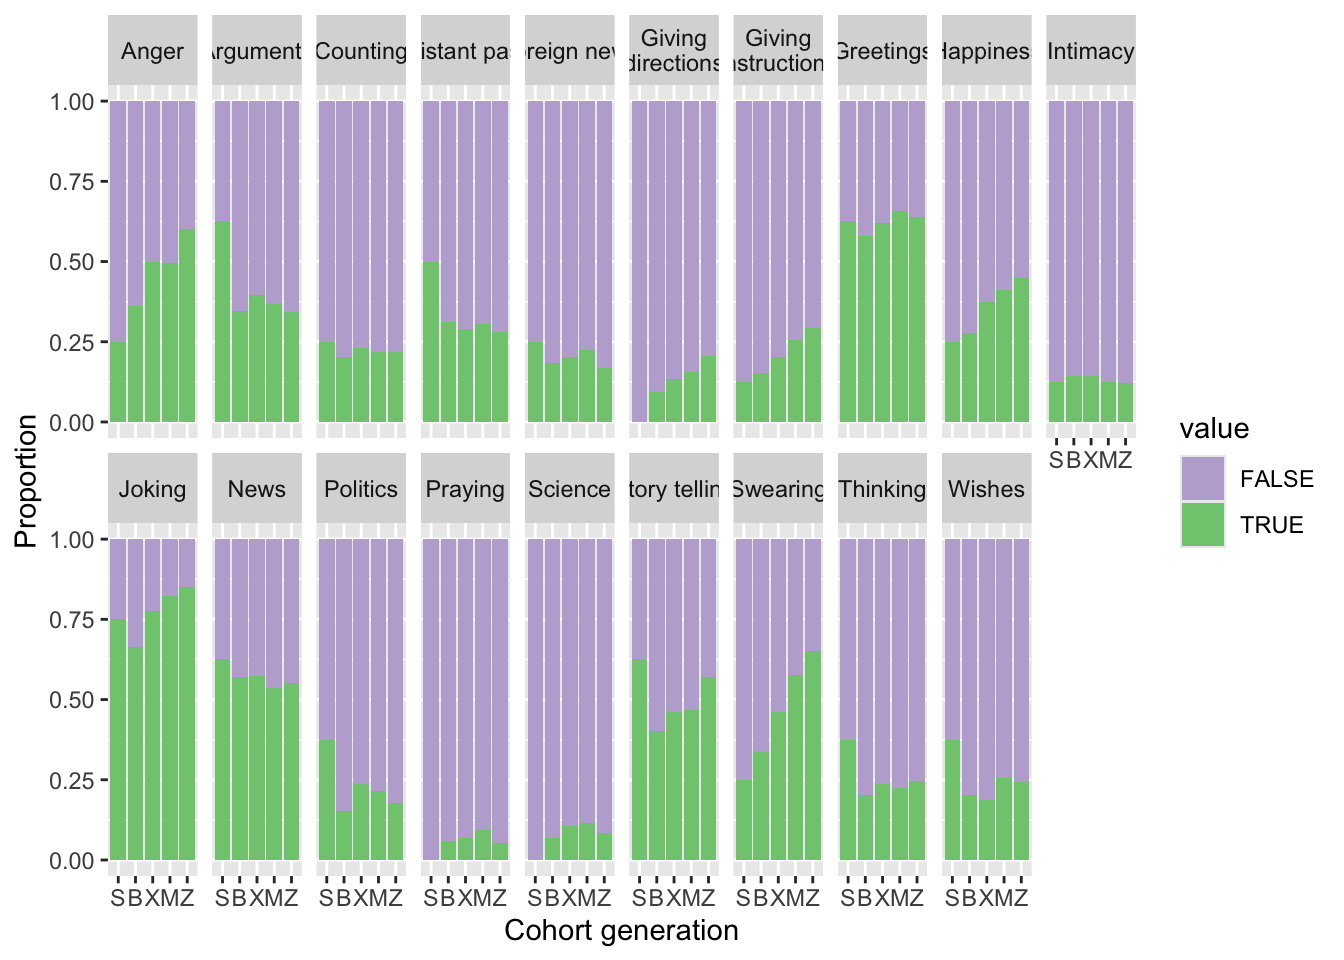 Anger
Argument
Counting
istant pa
reign nev
Giving
directions
Giving
nstruction
Greetings
Happines
Intimacy
1.00
0.75
0.50
0.25
0.00
SBXMZ
Joking
News
Politics
Praying
Science
tory tellin
Swearing
Thinking
Wishes
1.00
0.75
0.50
0.25
0.00
SBXMZ
SBXMZ
SBXMZ
SBXMZ
SBXMZ
SBXMZ
SBXMZ
SBXMZ
SBXMZ
Cohort generation
Proportion
value
FALSE
TRUE